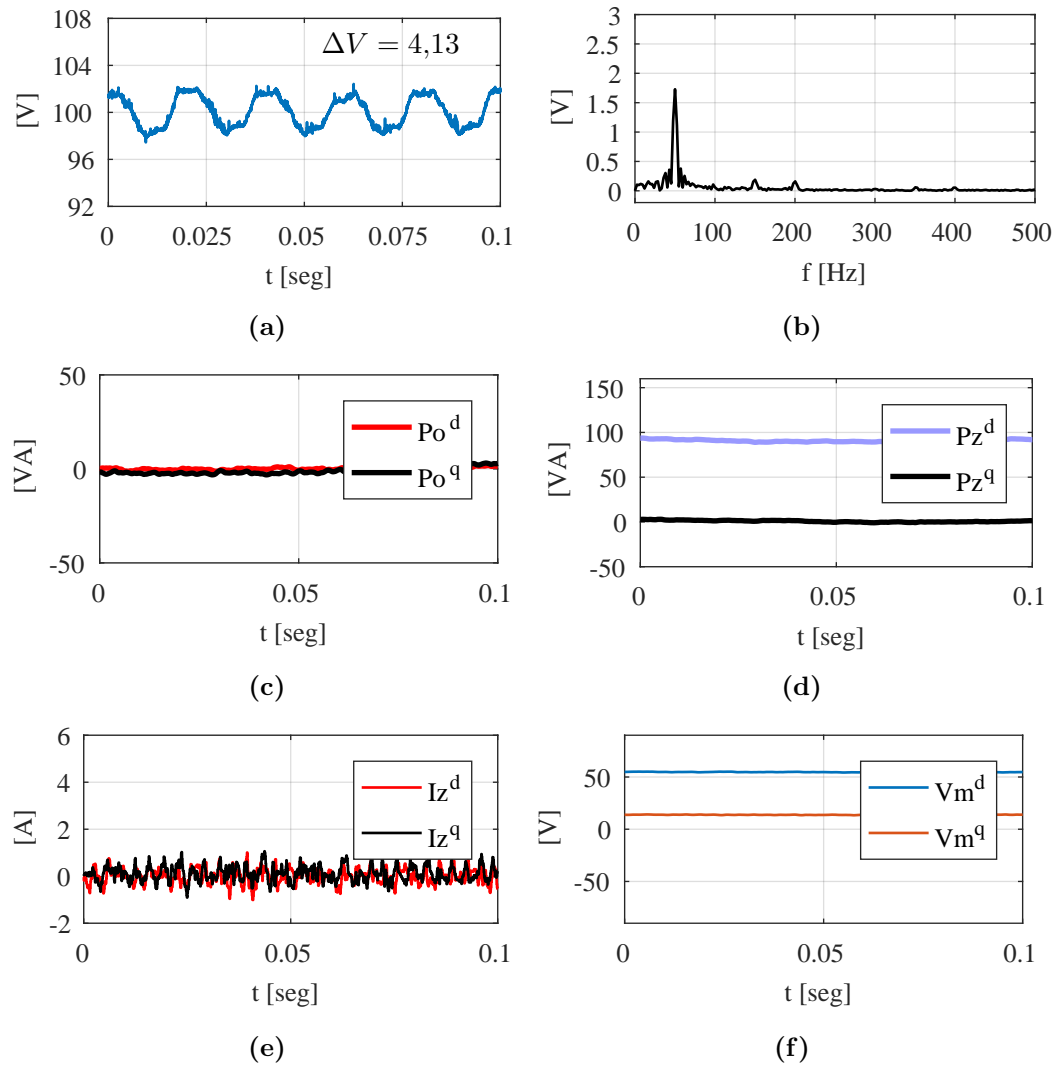 108
104
100
96
92
[V]
ΔV = 4,13
0 0.025 0.05 0.075 0.1
t [seg]
(a)
3
2.5
2
1.5
1
0.5
0
[V]
0 100 200 300 400 500
f [Hz]
(b)
50
0
-50
[VA]
Po^d
Po^q
0 0.05 0.1
t [seg]
(c)
150
100
50
0
-50
[VA]
Pz^d
Pz^q
0 0.05 0.1
t [seg]
(d)
6
4
2
0
-2
[A]
Iz^d
Iz^q
0 0.05 0.1
t [seg]
(e)
50
0
-50
[V]
Vm^d
Vm^q
0 0.05 0.1
t [seg]
(f)